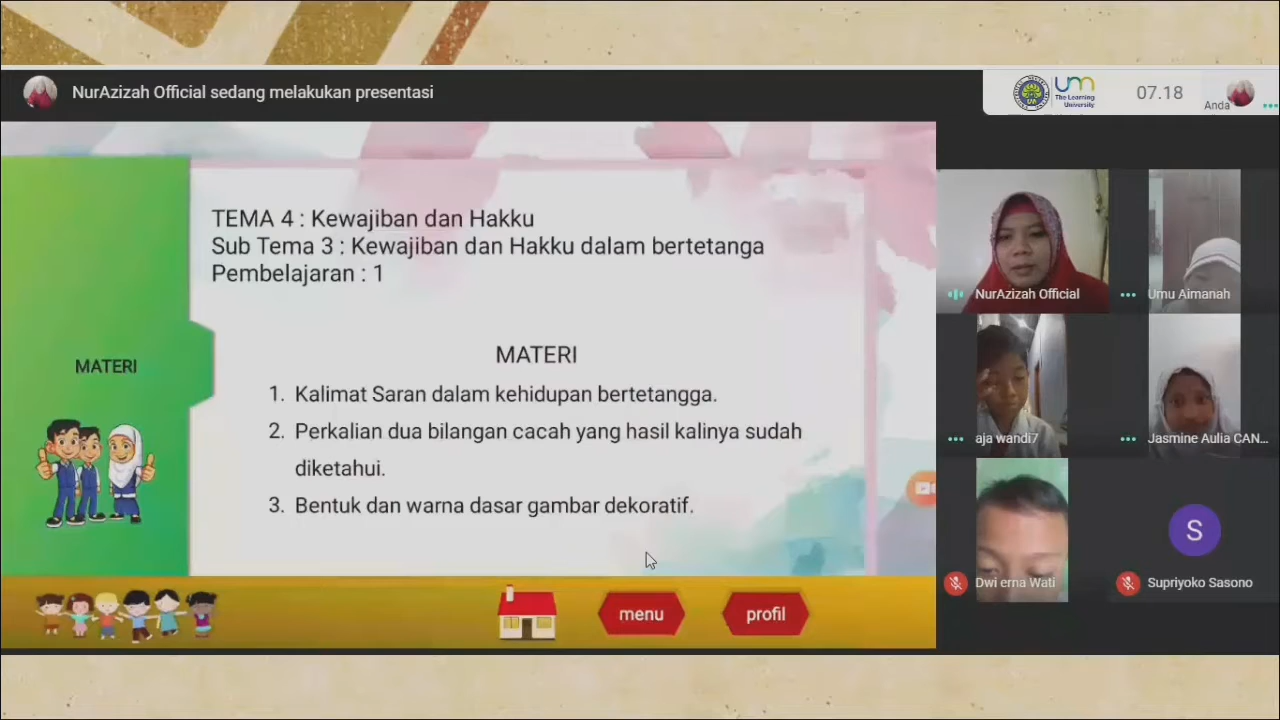 NurAzizah Official sedang melakukan presentasi
um
The Learning
University
07.18
Anda
TEMA 4 : Kewajiban dan Hakku
Sub Tema 3 : Kewajiban dan Hakku dalam bertetanga
Pembelajaran : 1
MATERI
MATERI
1. Kalimat Saran dalam kehidupan bertetangga.
2. Perkalian dua bilangan cacah yang hasil kalinya sudah
diketahui.
3. Bentuk dan warna dasar gambar dekoratif.
menu
profil
NurAzizah Official
Umu Aimanah
aja wandi7
Jasmine Aulia CAN...
Dwi erna Wati
S
Supriyoko Sasono